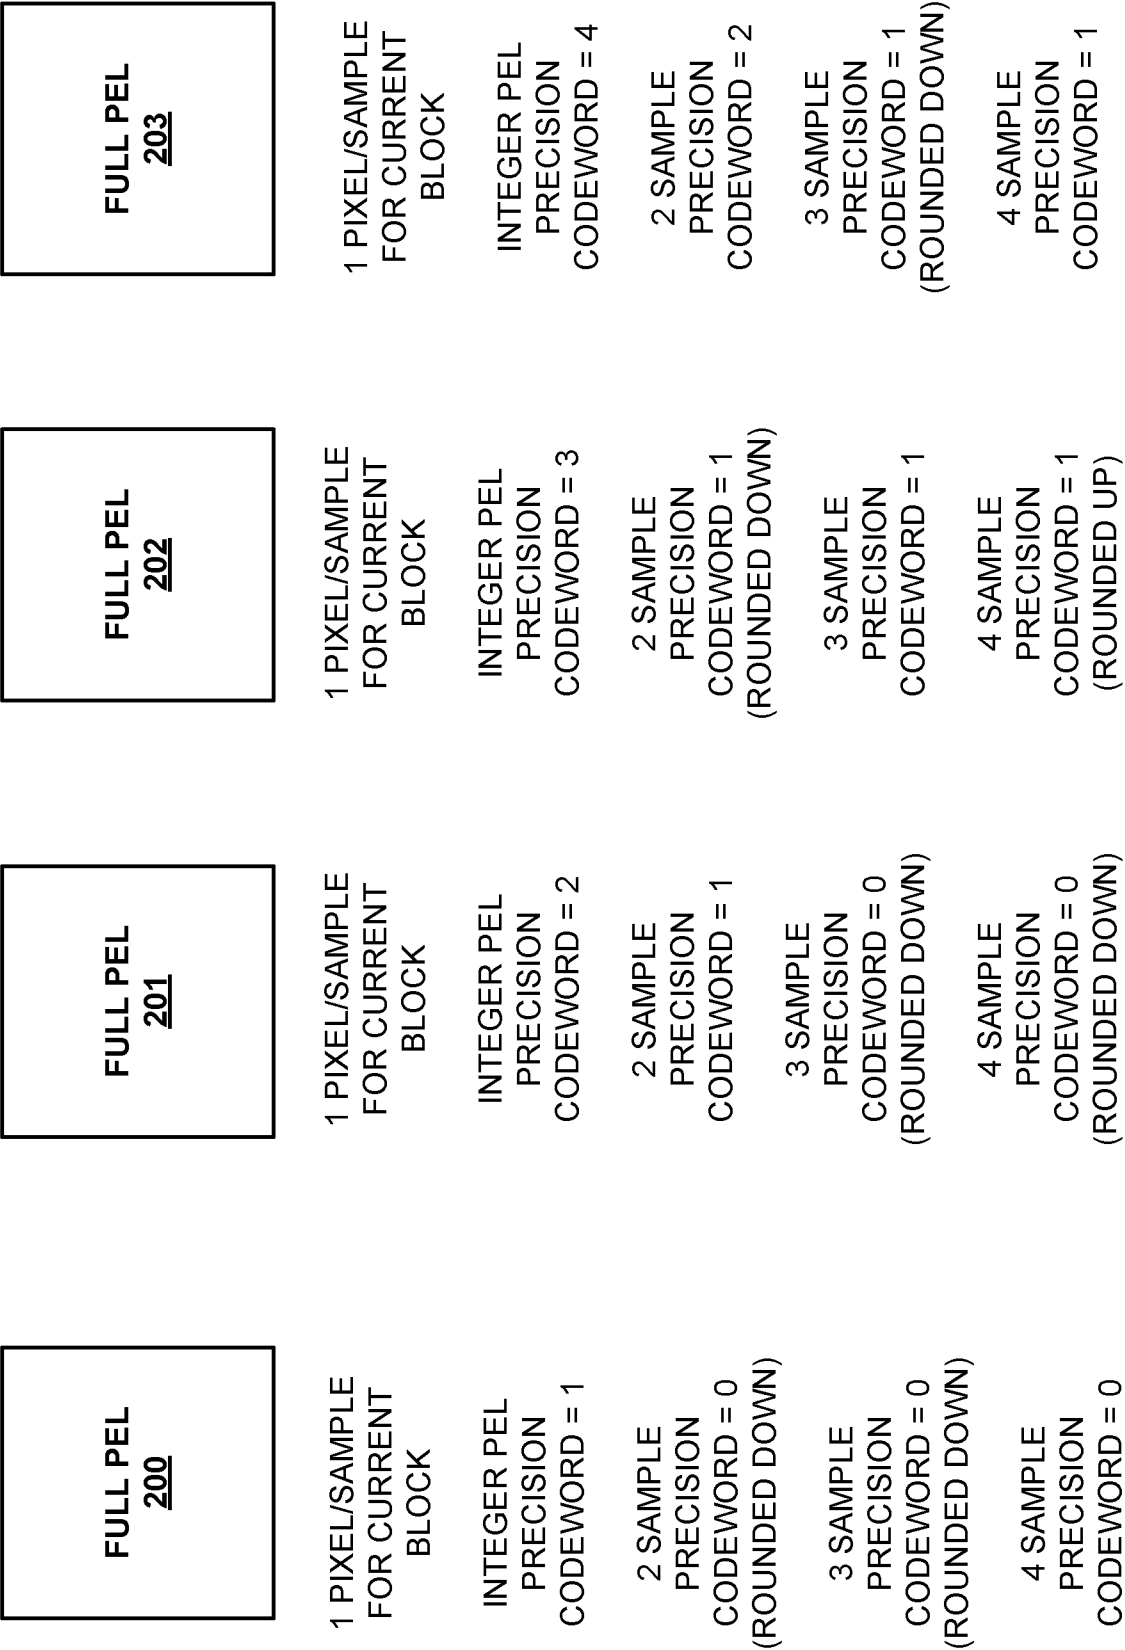 FULL PEL
200
1 PIXEL/SAMPLE
FOR CURRENT
BLOCK
INTEGER PEL
PRECISION
CODEWORD = 1
2 SAMPLE
PRECISION
CODEWORD = 0
(ROUNDED DOWN)
3 SAMPLE
PRECISION
CODEWORD = 0
(ROUNDED DOWN)
4 SAMPLE
PRECISION
CODEWORD = 0
FULL PEL
201
1 PIXEL/SAMPLE
FOR CURRENT
BLOCK
INTEGER PEL
PRECISION
CODEWORD = 2
2 SAMPLE
PRECISION
CODEWORD = 1
3 SAMPLE
PRECISION
CODEWORD = 0
(ROUNDED DOWN)
4 SAMPLE
PRECISION
CODEWORD = 0
(ROUNDED DOWN)
FULL PEL
202
1 PIXEL/SAMPLE
FOR CURRENT
BLOCK
INTEGER PEL
PRECISION
CODEWORD = 3
2 SAMPLE
PRECISION
CODEWORD = 1
(ROUNDED DOWN)
3 SAMPLE
PRECISION
CODEWORD = 1
4 SAMPLE
PRECISION
CODEWORD = 1
(ROUNDED UP)
FULL PEL
203
1 PIXEL/SAMPLE
FOR CURRENT
BLOCK
INTEGER PEL
PRECISION
CODEWORD = 4
2 SAMPLE
PRECISION
CODEWORD = 2
3 SAMPLE
PRECISION
CODEWORD = 1
(ROUNDED DOWN)
4 SAMPLE
PRECISION
CODEWORD = 1